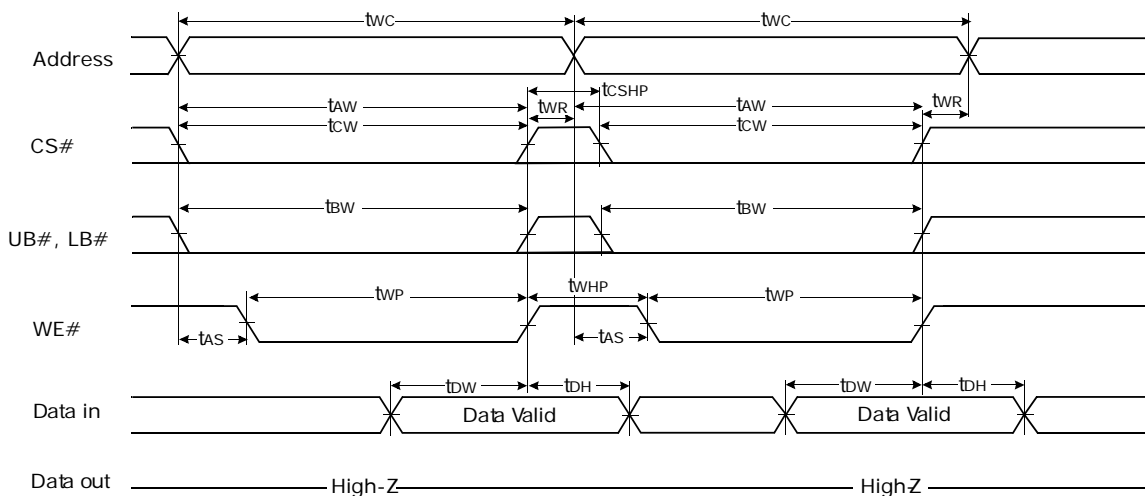 tWC tWC
Address
tCSHP
tAW tWR tAW tWR
tCW tCW
CS#
tBW tBW
UB#, LB#
tWP tWHP tWP
WE#
tAS tAS
tDW tDH tDW tDH
Data in Data Valid Data Valid
Data out High-Z High-Z